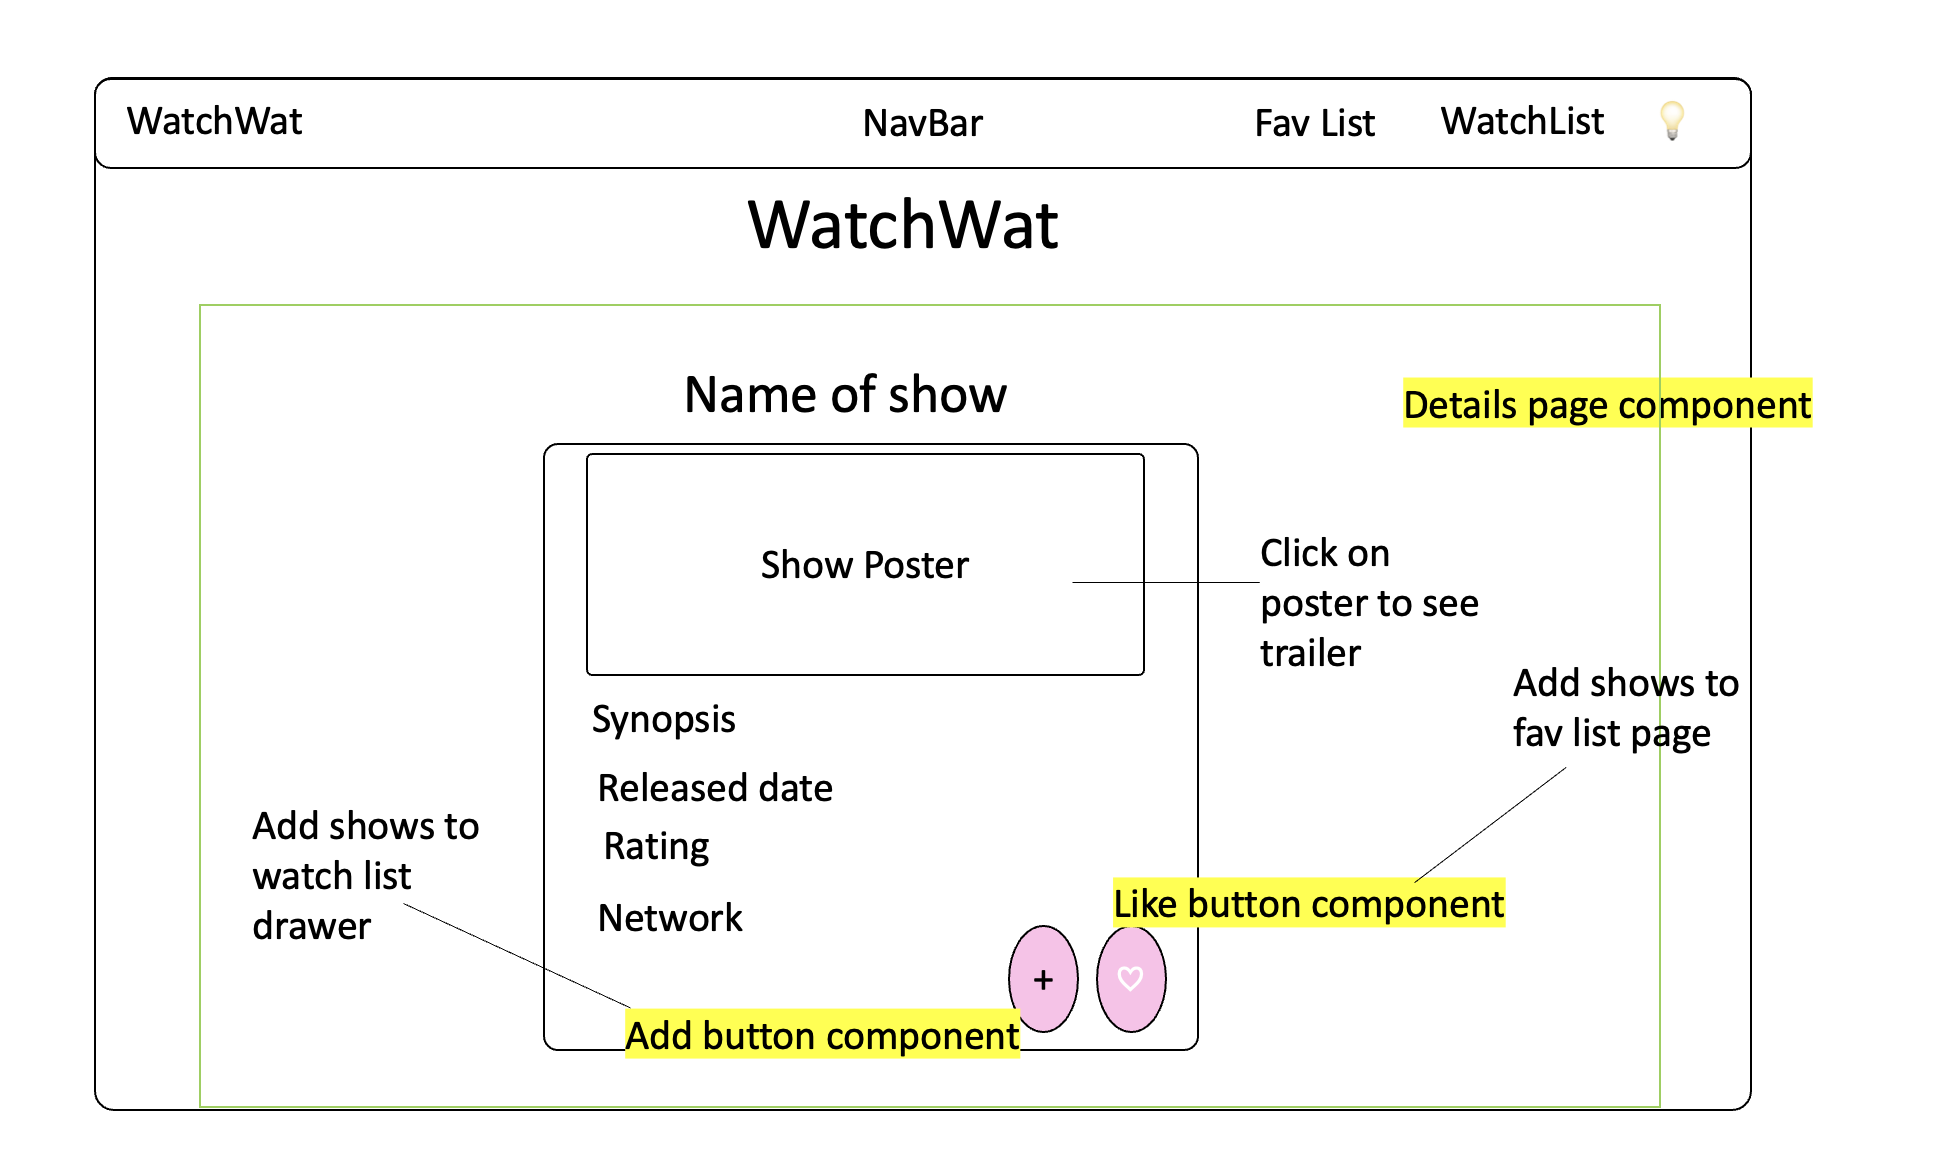 WatchWat
NavBar
Fav List
WatchList
WatchWat
Name of show
Details page component
Show Poster
Click on
poster to see
trailer
Add shows to
fav list page
Synopsis
Released date
Rating
Network
Add shows to
watch list
drawer
Like button component
+
Add button component